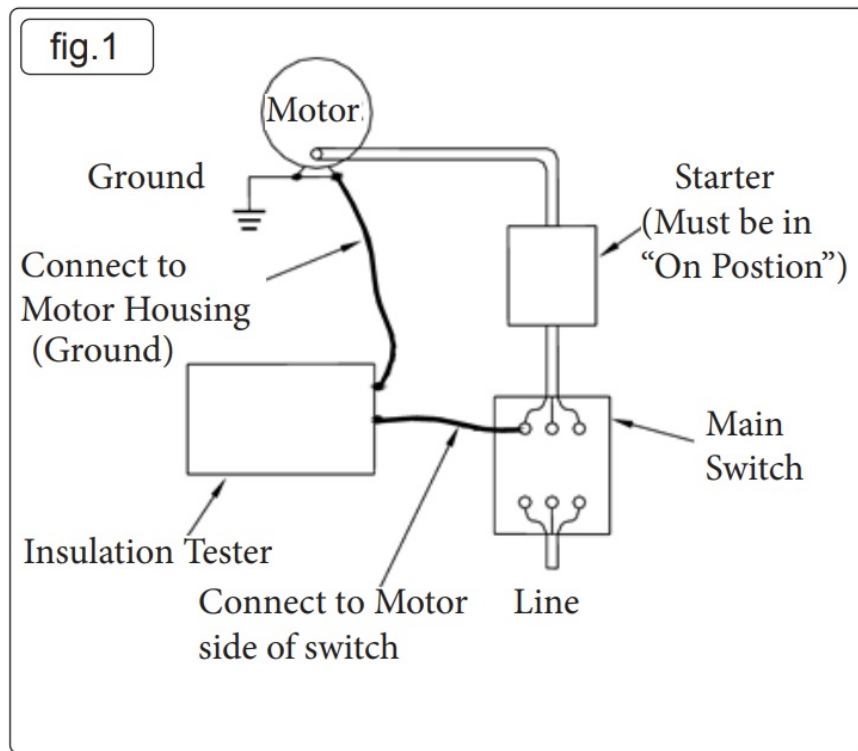 fig.1
Motor
Ground
Starter
(Must be in
“On Postion”)
Connect to
Motor Housing
(Ground)
Main
Switch
Insulation Tester
Connect to Motor
side of switch
Line